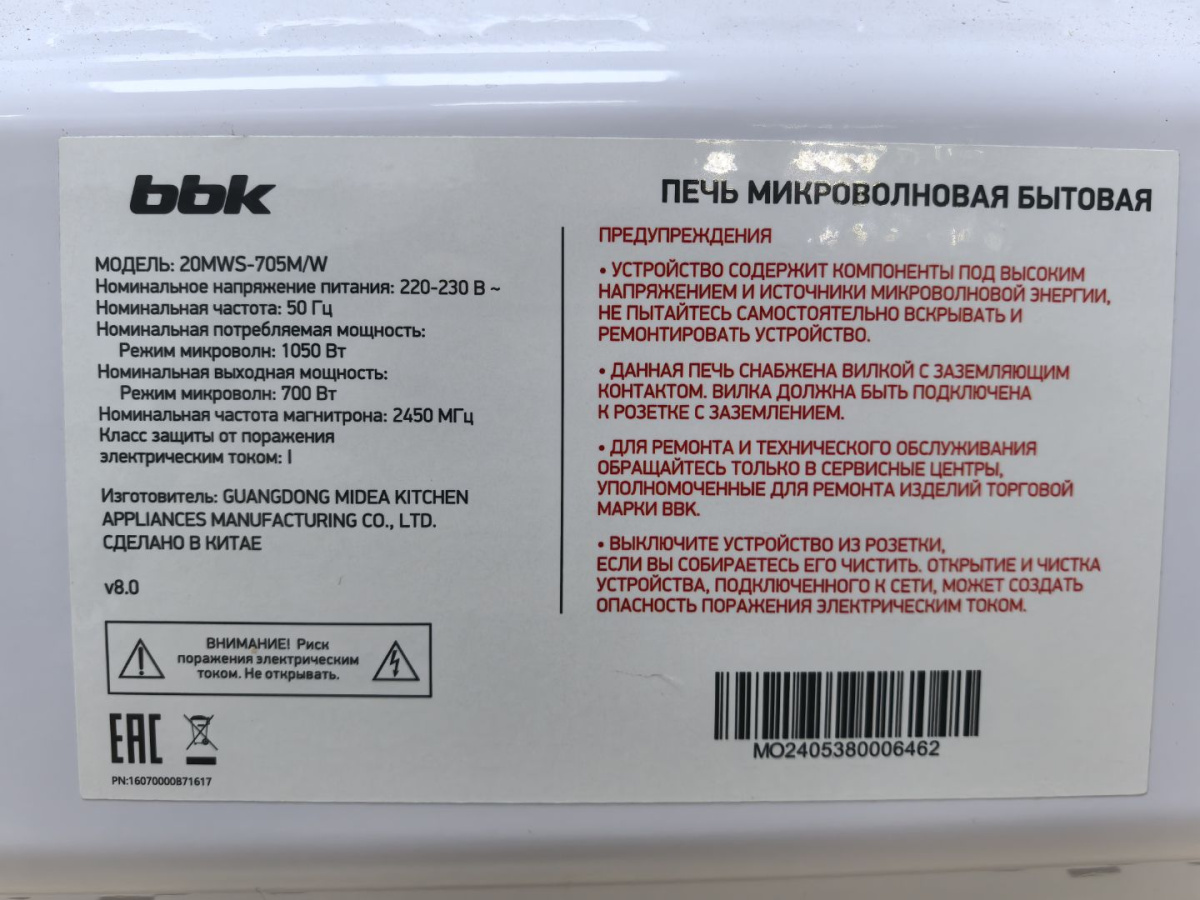 bbk
МОДЕЛЬ: 20MWS-705M/W
Номинальное напряжение питания: 220-230 В ~
Номинальная частота: 50 Гц
Номинальная потребляемая мощность:
Режим микроволн: 1050 Вт
Номинальная выходная мощность:
Режим микроволн: 700 Вт
Номинальная частота магнитрона: 2450 МГц
Класс защиты от поражения
электрическим током: I
Изготовитель: GUANGDONG MIDEA KITCHEN
APPLIANCES MANUFACTURING CO., LTD.
СДЕЛАНО В КИТАЕ
v8.0
ВНИМАНИЕ! Риск
поражения электрическим
током. Не открывать.
EAC
PN:16070000B71617
ПЕЧЬ МИКРОВОЛНОВАЯ БЫТОВАЯ
ПРЕДУПРЕЖДЕНИЯ
• УСТРОЙСТВО СОДЕРЖИТ КОМПОНЕНТЫ ПОД ВЫСОКИМ
НАПРЯЖЕНИЕМ И ИСТОЧНИКИ МИКРОВОЛНОВОЙ ЭНЕРГИИ,
НЕ ПЫТАЙТЕСЬ САМОСТОЯТЕЛЬНО ВСКРЫВАТЬ И
РЕМОНТИРОВАТЬ УСТРОЙСТВО.
• ДАННАЯ ПЕЧЬ СНАБЖЕНА ВИЛКОЙ С ЗАЗЕМЛЯЮЩИМ
КОНТАКТОМ. ВИЛКА ДОЛЖНА БЫТЬ ПОДКЛЮЧЕНА
К РОЗЕТКЕ С ЗАЗЕМЛЕНИЕМ.
• ДЛЯ РЕМОНТА И ТЕХНИЧЕСКОГО ОБСЛУЖИВАНИЯ
ОБРАЩАЙТЕСЬ ТОЛЬКО В СЕРВИСНЫЕ ЦЕНТРЫ,
УПОЛНОМОЧЕННЫЕ ДЛЯ РЕМОНТА ИЗДЕЛИЙ ТОРГОВОЙ
МАРКИ BBK.
• ВЫКЛЮЧИТЕ УСТРОЙСТВО ИЗ РОЗЕТКИ,
ЕСЛИ ВЫ СОБИРАЕТЕСЬ ЕГО ЧИСТИТЬ. ОТКРЫТИЕ И ЧИСТКА
УСТРОЙСТВА, ПОДКЛЮЧЕННОГО К СЕТИ, МОЖЕТ СОЗДАТЬ
ОПАСНОСТЬ ПОРАЖЕНИЯ ЭЛЕКТРИЧЕСКИМ ТОКОМ.
MO2405380006462